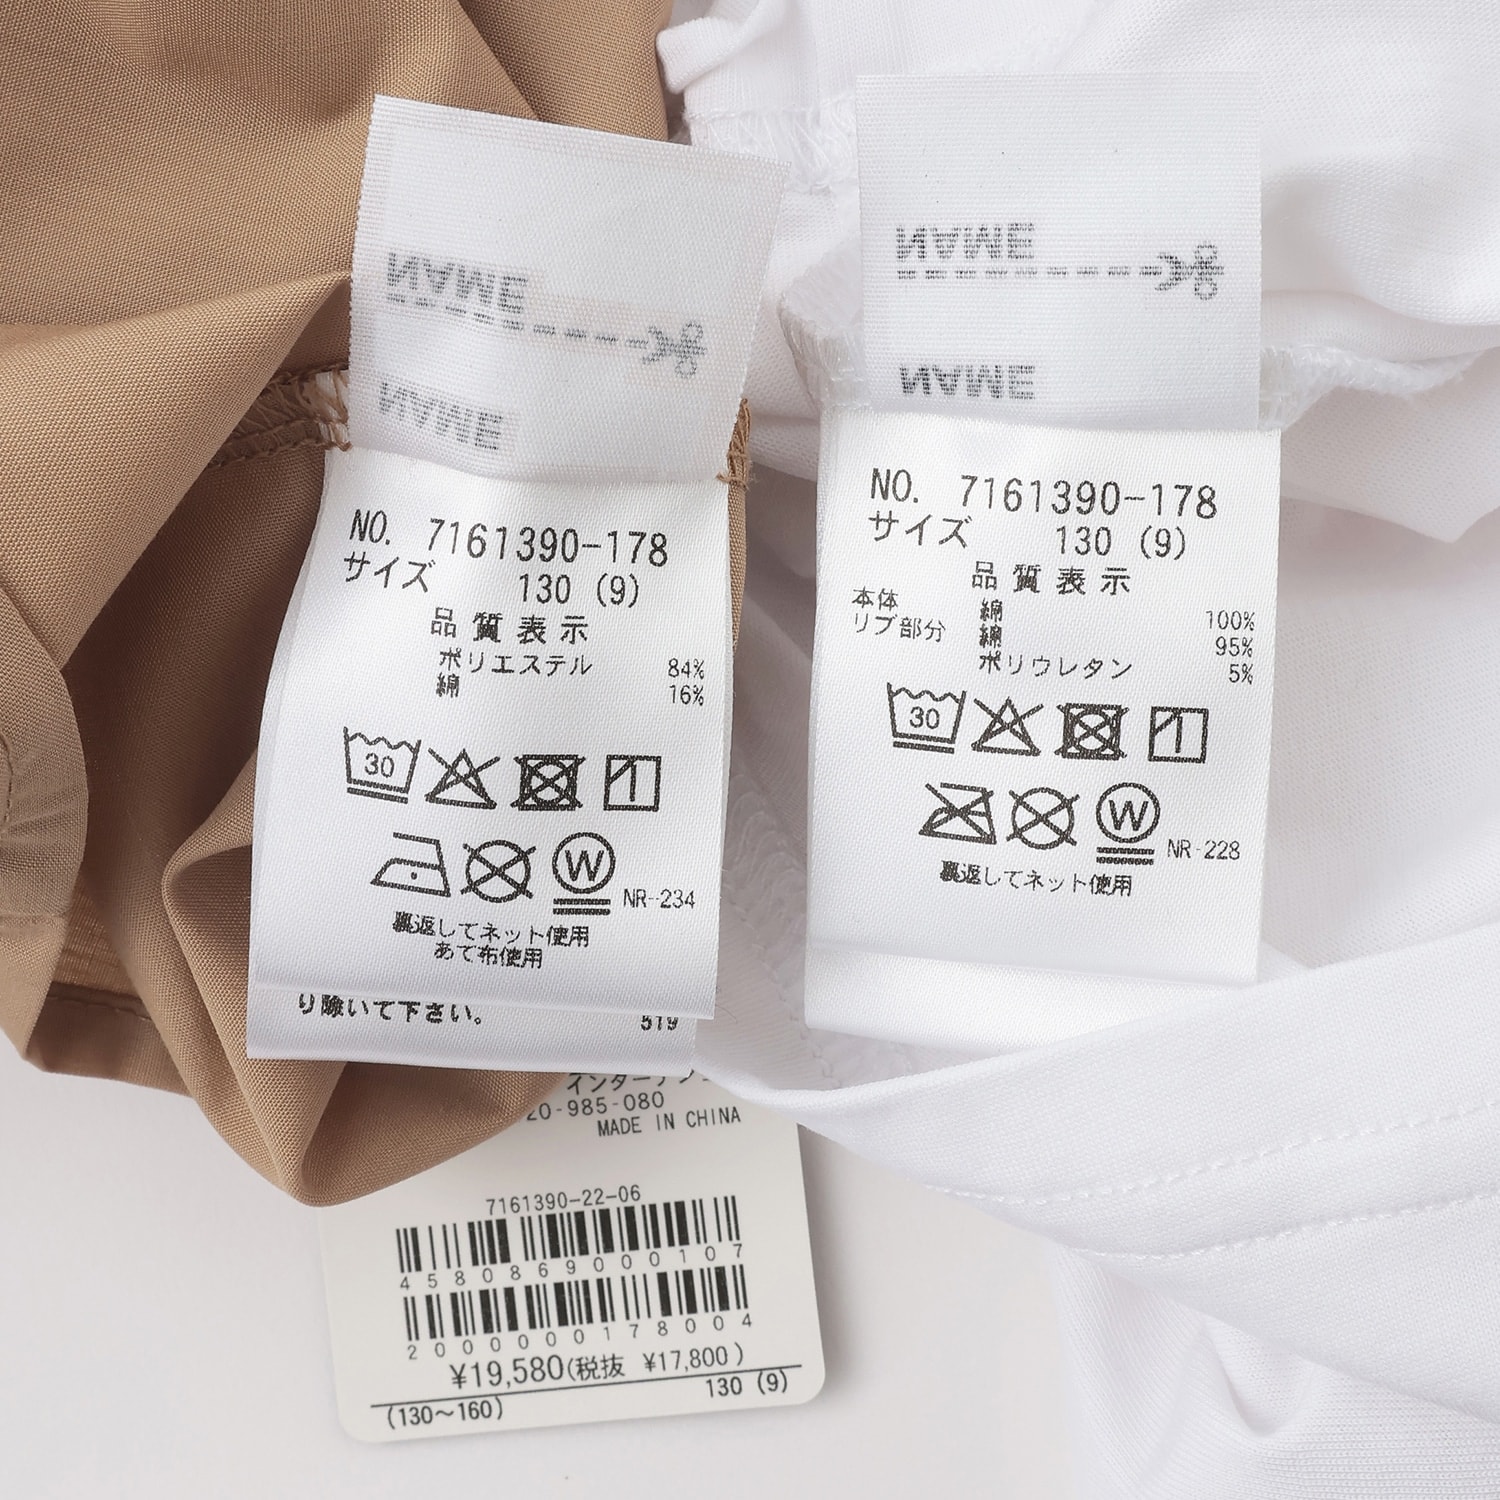 NAME
NAME
NO. 7161390-178
サイズ 130 (9)
品質表示
ポリエステル 84%
綿 16%
30
NR-234
裏返してネット使用
あて布使用
り除いて下さい。
519
NAME
NAME
NO. 7161390-178
サイズ 130 (9)
品質表示
本体 綿 100%
リブ部分 綿 95%
ポリウレタン 5%
30
W
NR-228
裏返してネット使用
20-985-080
MADE IN CHINA
7161390-22-06
4580869000107
2000000178004
¥19,580(税抜 ¥17,800)
130 (9)
(130～160)